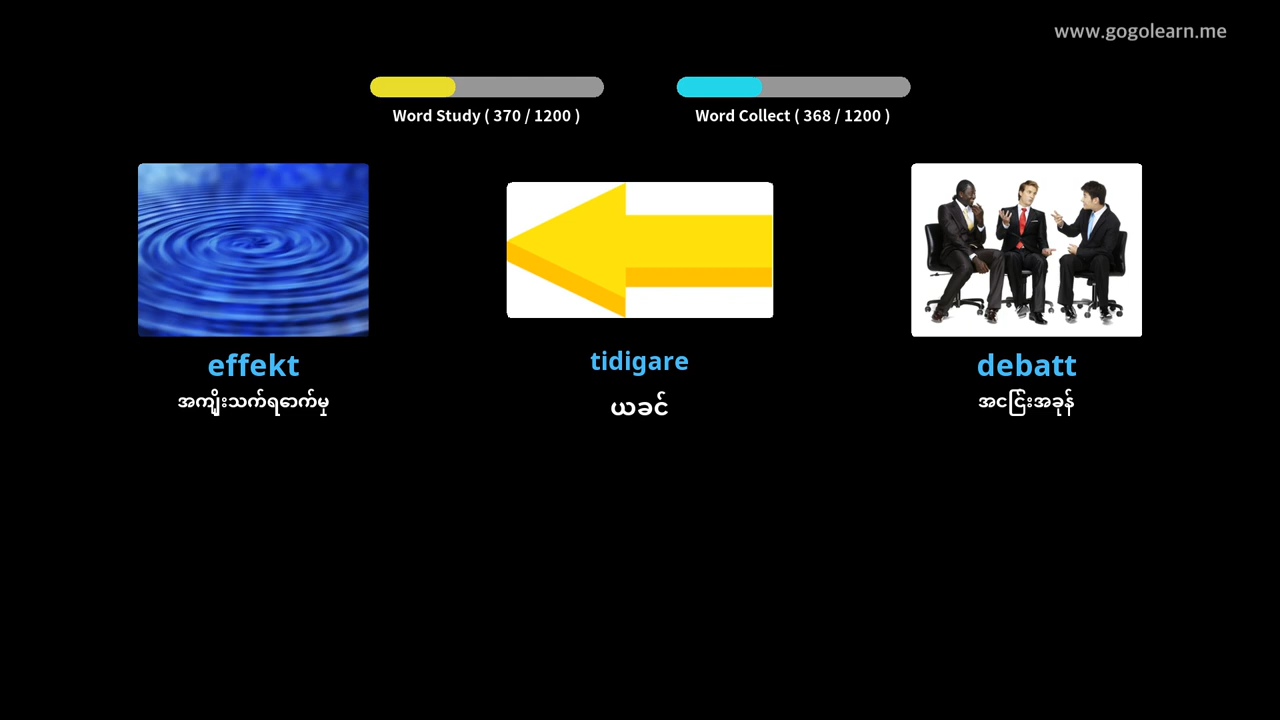 www.gogolearn.me
Word Study ( 370 / 1200 )
Word Collect ( 368 / 1200 )
effekt
အကျိုးသက်ရောက်မှု
tidigare
ယခင်
debatt
အငြင်းအခုန်